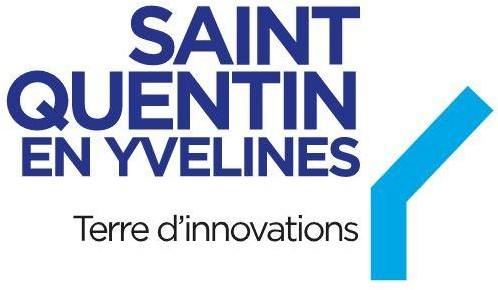 SAINT
QUENTIN
EN YVELINES
Terre d'innovations